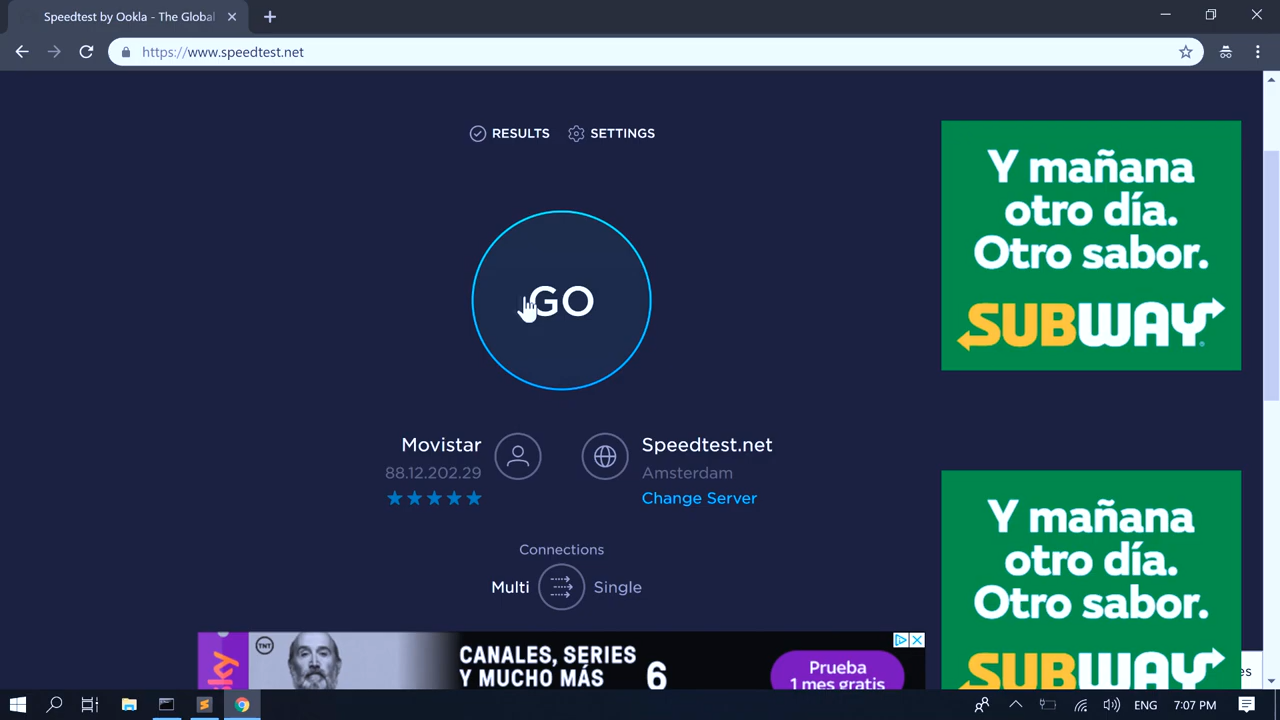 Speedtest by Ookla - The Global
https://www.speedtest.net
RESULTS
SETTINGS
GO
Movistar
88.12.202.29
Speedtest.net
Amsterdam
Change Server
Connections
Multi
Single
Y mañana
otro día.
Otro sabor.
SUBWAY
Y mañana
otro día.
Otro sabor.
SUBWAY
sky
TNT
CANALES, SERIES
Y MUCHO MÁS
6
Prueba
1 mes gratis
es
ENG
7:07 PM